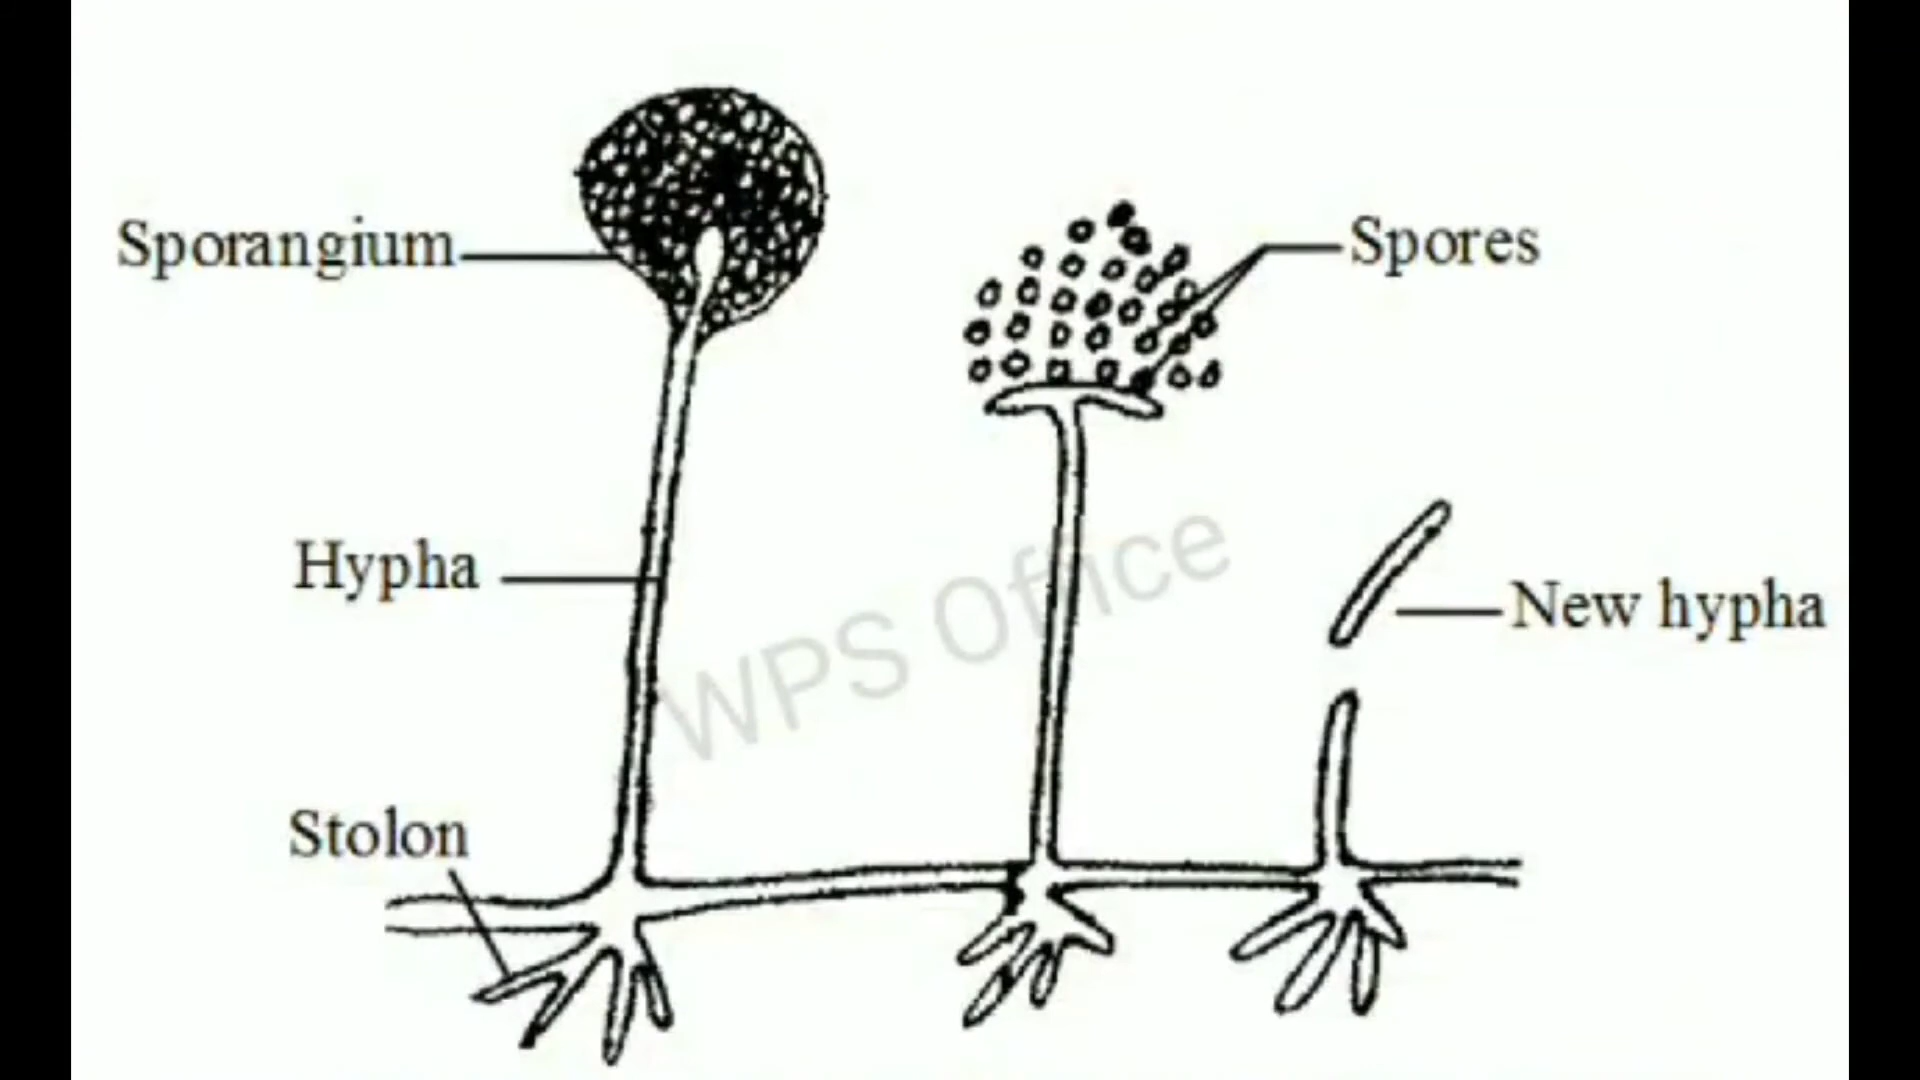 Sporangium
Spores
Hypha
New hypha
Stolon
WPS Office